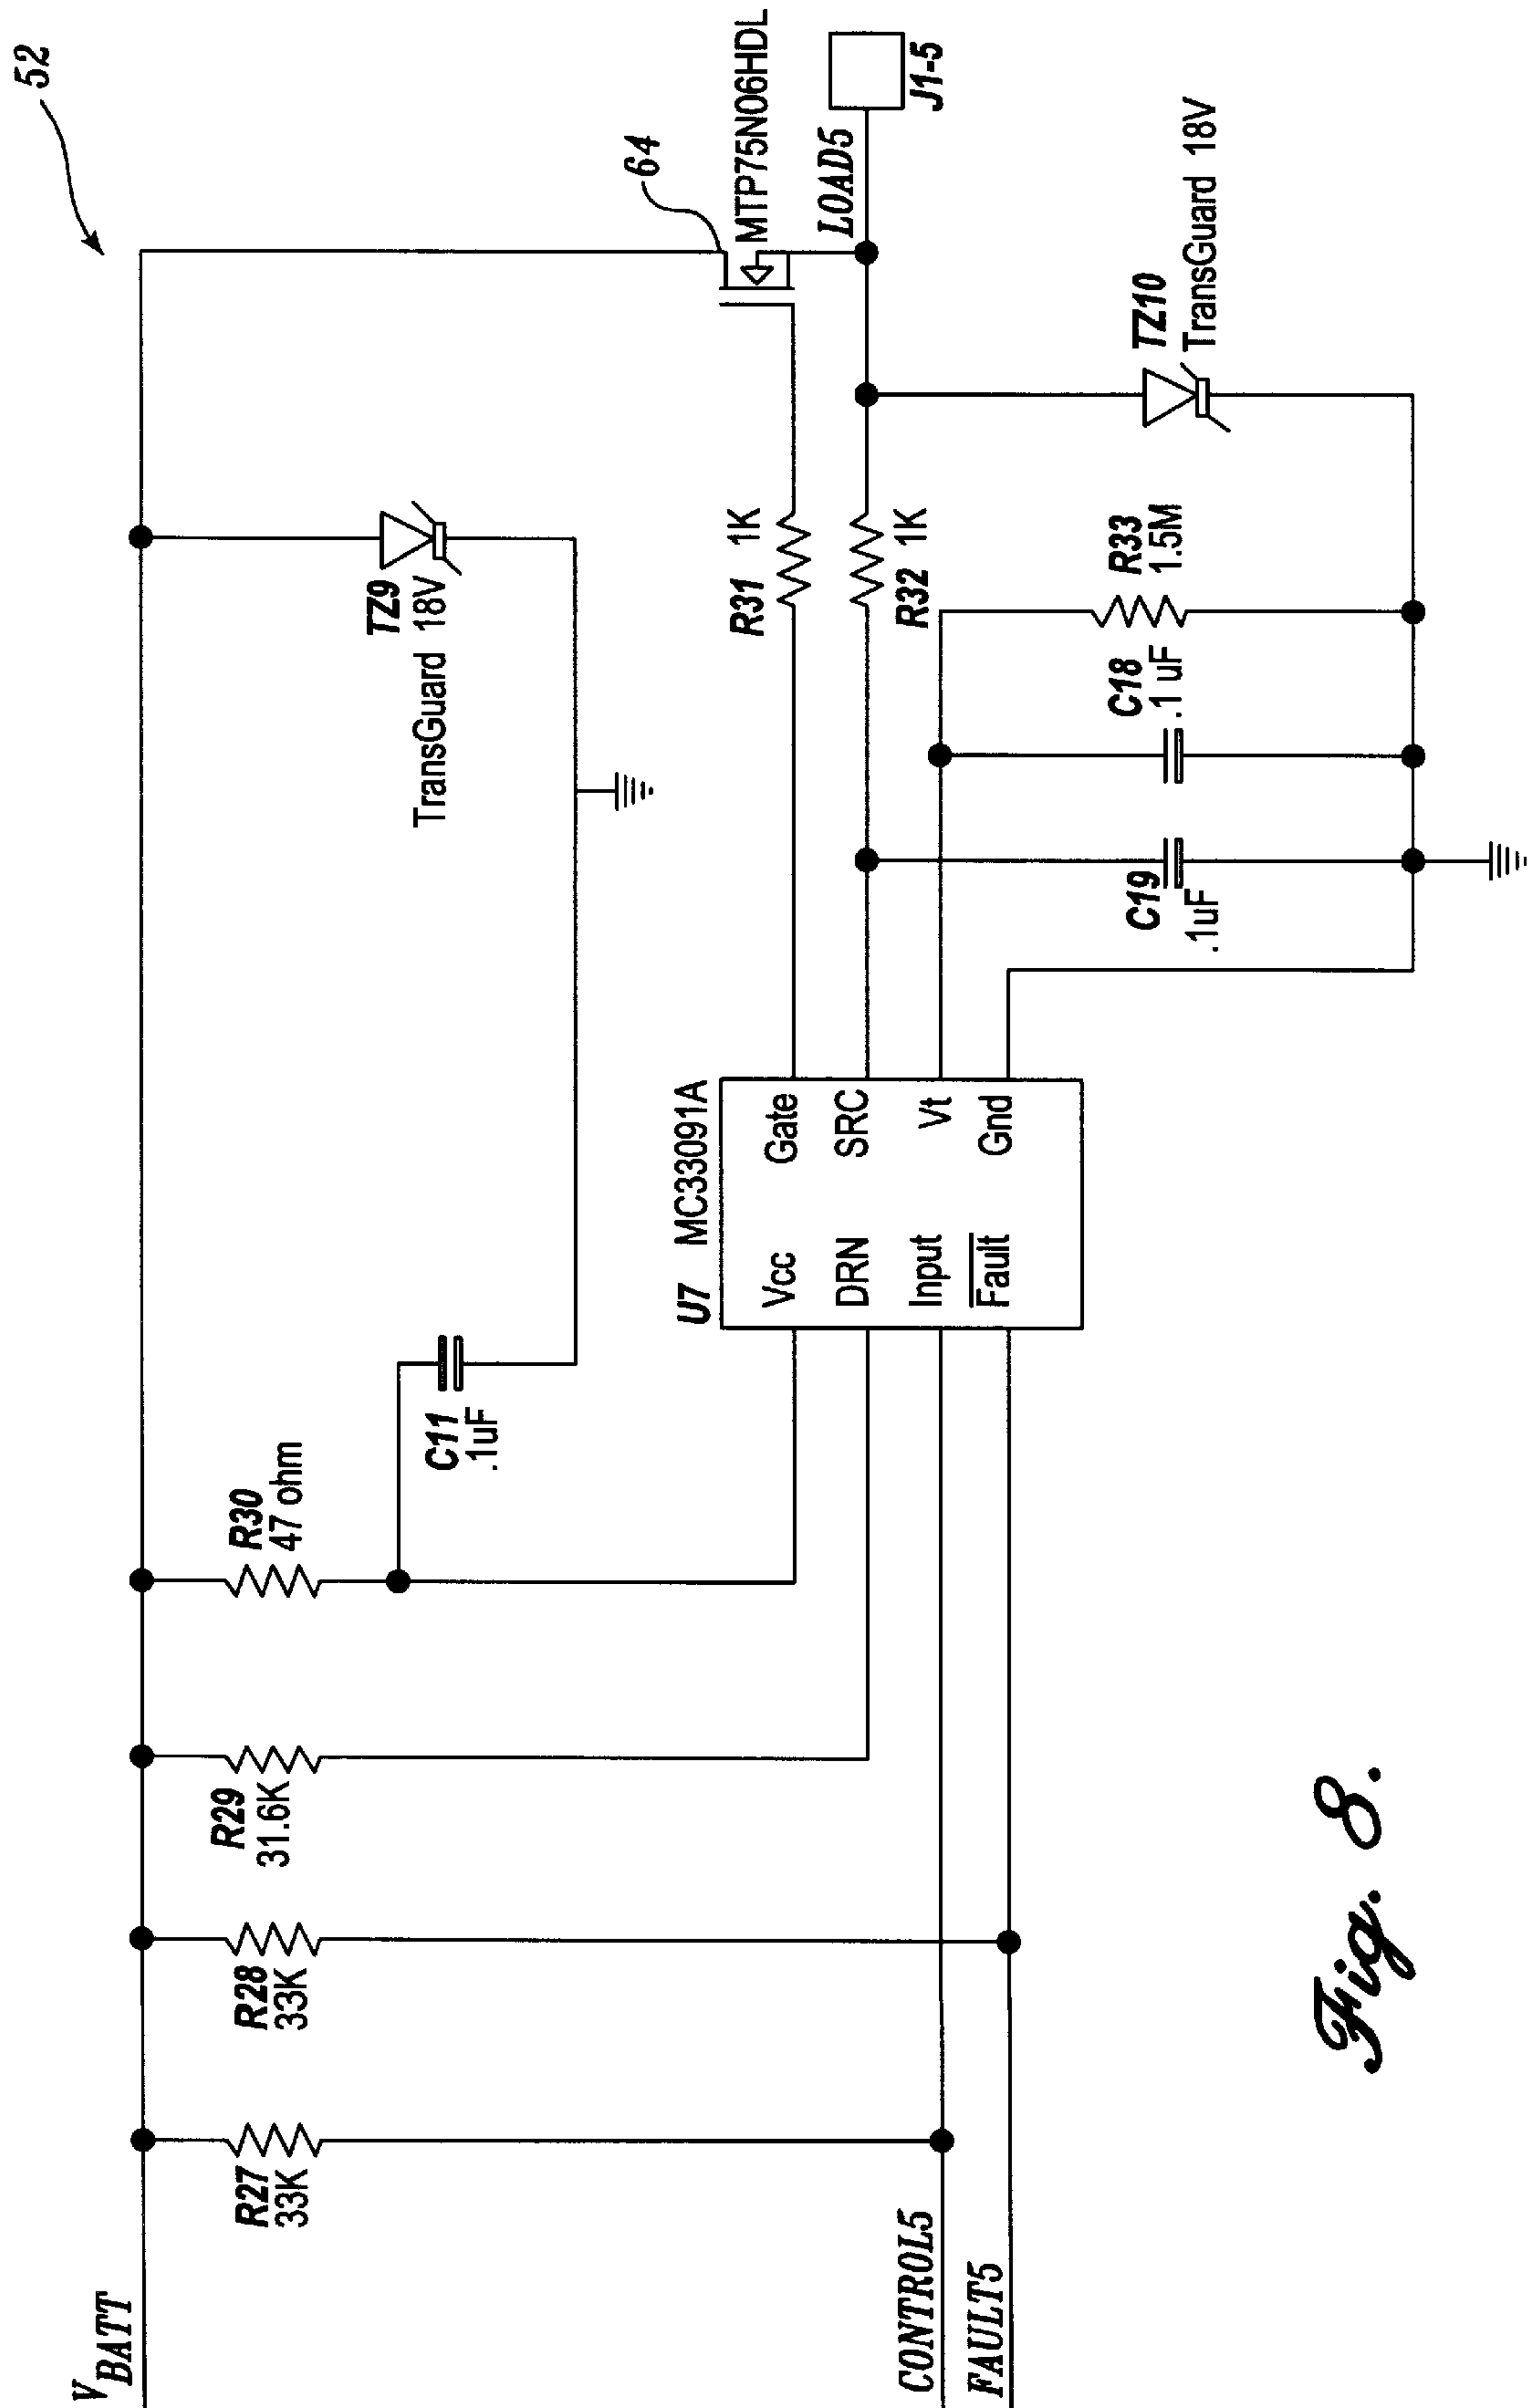 52
V BATT
R27
33K
R28
33K
R29
31.6K
R30
47 ohm
C11
.1uF
TZ9
TransGuard 18V
64
MTP75N06HDL
U7 MC33091A
Vcc
Gate
DRN
SRC
Input
Vt
Fault
Gnd
R31 1K
R32 1K
LOAD5
J1-5
CONTROL5
FAULT5
C19
.1uF
C18
.1 uF
R33
1.5M
TZ10
TransGuard 18V
Fig. 8.